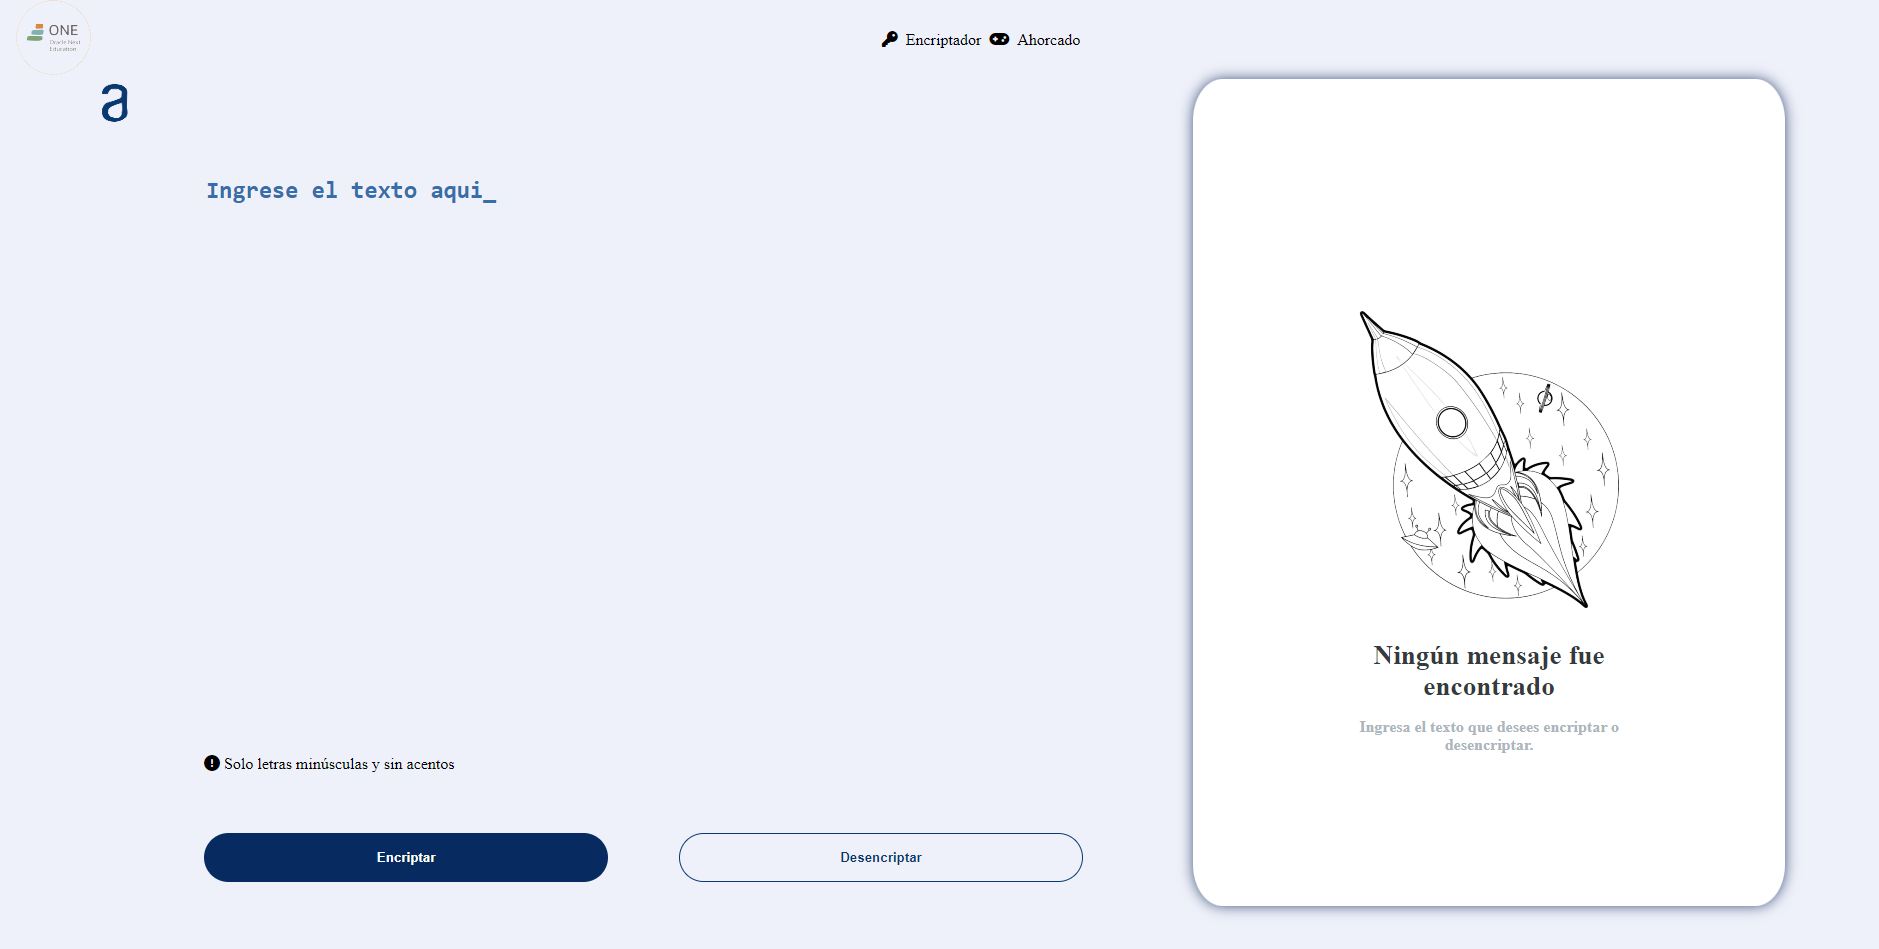 ONE
Oracle Next
Education
Encriptador
Ahorcado
a
Ingrese el texto aqui_
Solo letras minúsculas y sin acentos
Encriptar
Desencriptar
Ningún mensaje fue
encontrado
Ingresa el texto que desees encriptar o
desencriptar.